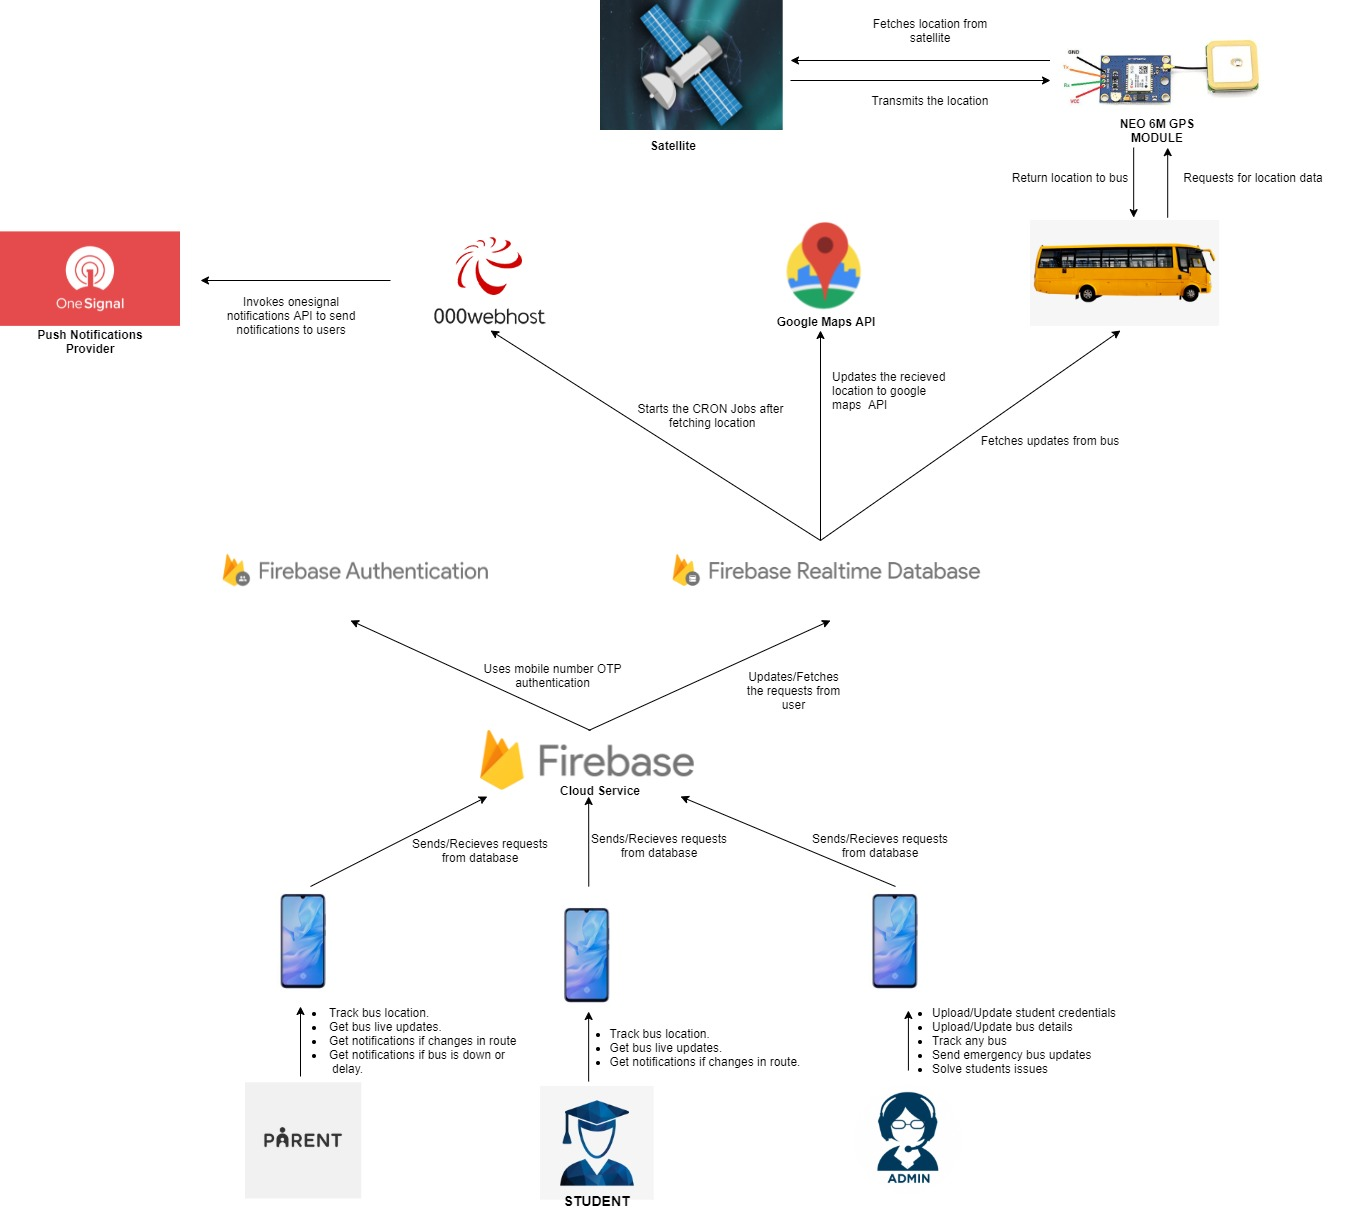 Fetches location from
satellite
Transmits the location
GND
Tx
Rx
VCC
NEO 6M GPS
MODULE
Satellite
Return location to bus
Requests for location data
OneSignal
Push Notifications
Provider
Invokes onesignal
notifications API to send
notifications to users
000webhost
Google Maps API
Updates the recieved
location to google
maps API
Starts the CRON Jobs after
fetching location
Fetches updates from bus
Firebase Authentication
Firebase Realtime Database
Uses mobile number OTP
authentication
Updates/Fetches
the requests from
user
Firebase
Cloud Service
Sends/Recieves requests
from database
Sends/Recieves requests
from database
Sends/Recieves requests
from database
• Track bus location.
• Get bus live updates.
• Get notifications if changes in route
• Get notifications if bus is down or
delay.
• Track bus location.
• Get bus live updates.
• Get notifications if changes in route.
• Upload/Update student credentials
• Upload/Update bus details
• Track any bus
• Send emergency bus updates
• Solve students issues
PARENT
STUDENT
ADMIN